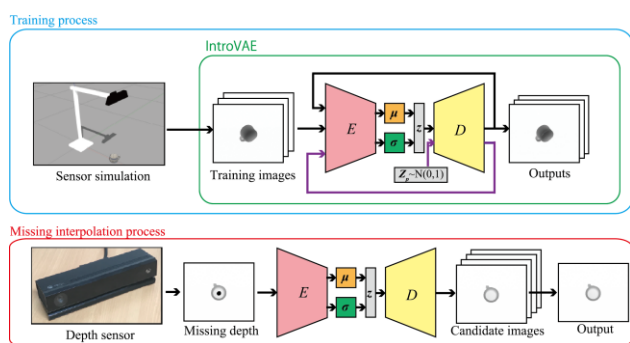 Training process
IntroVAE
E
μ
σ
z
D
Z_p~N(0,1)
Sensor simulation
Training images
Outputs
Missing interpolation process
E
μ
σ
z
D
Depth sensor
Missing depth
Candidate images
Output